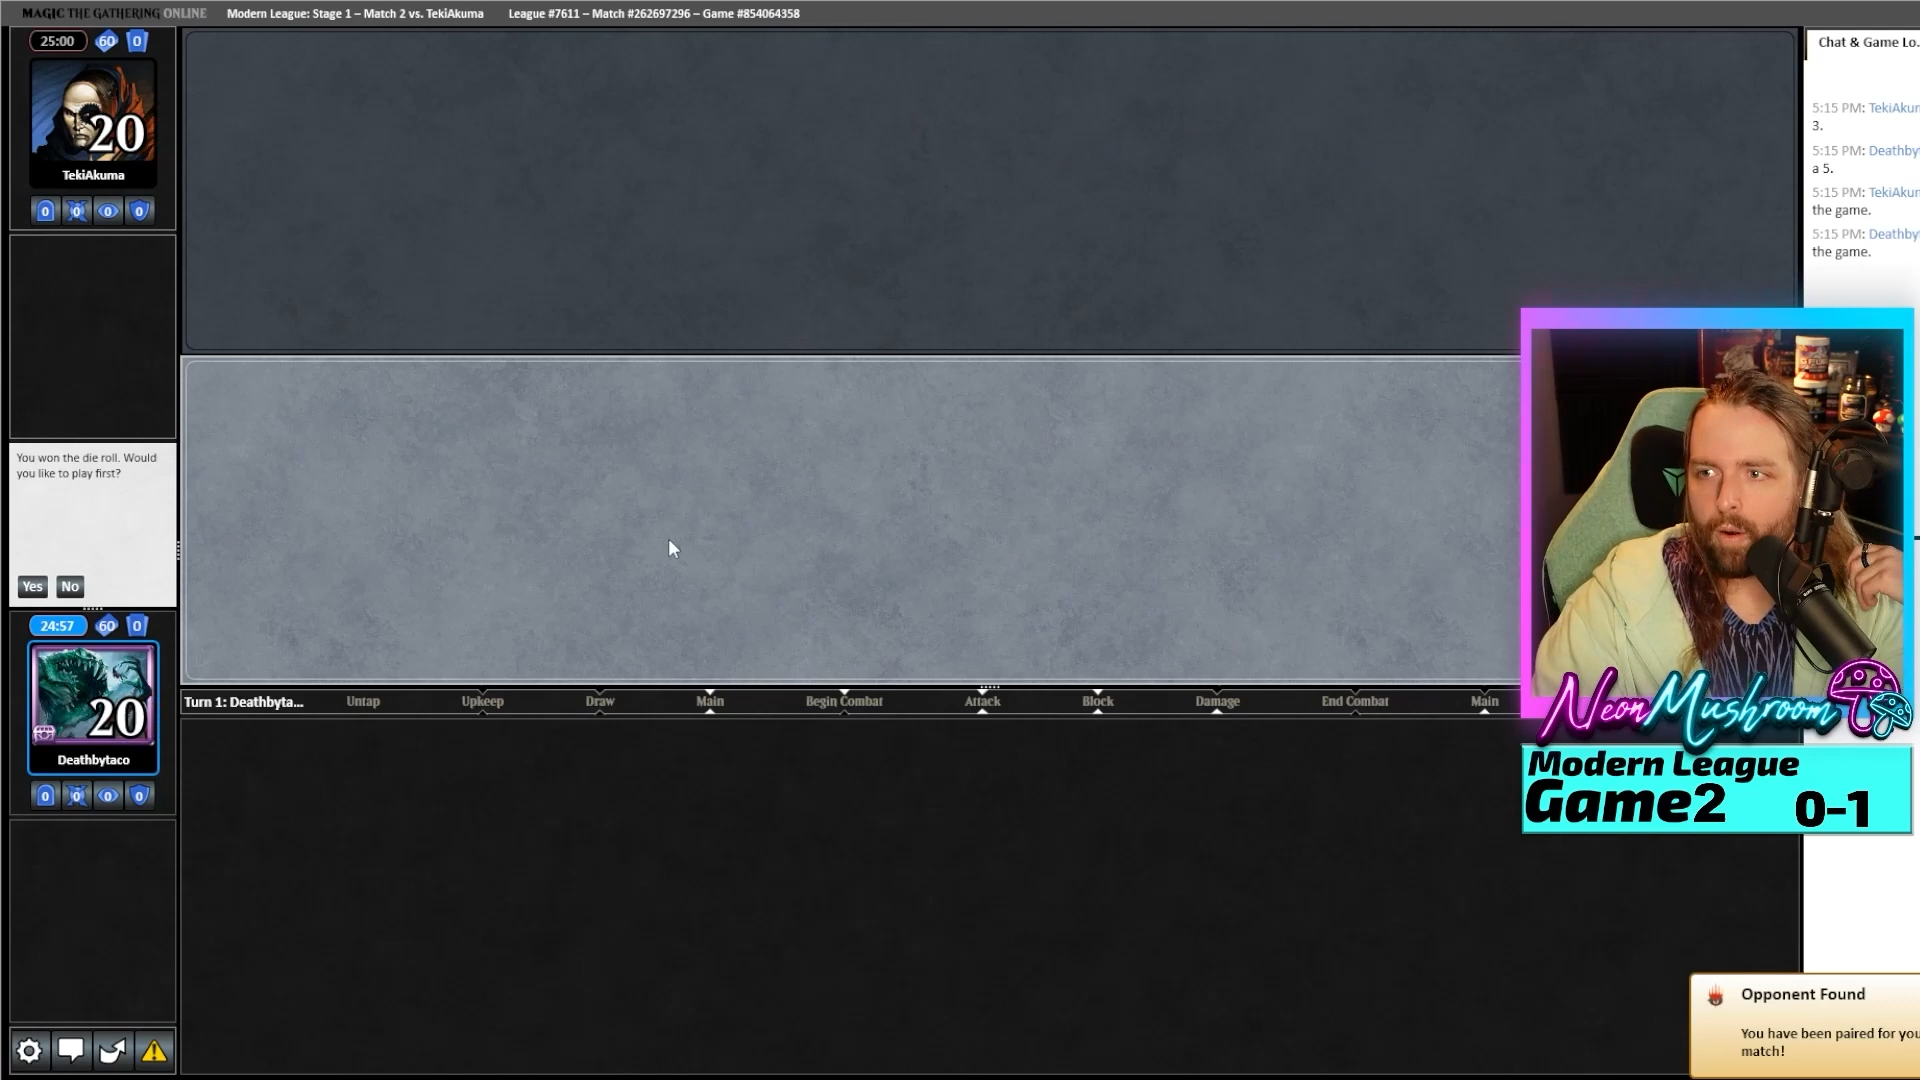 MAGIC THE GATHERING ONLINE
Modern League: Stage 1 – Match 2 vs. TekiAkuma
League #7611 – Match #262697296 – Game #854064358
25:00
60
0
20
TekiAkuma
0
0
0
0
You won the die roll. Would
you like to play first?
Yes
No
24:57
60
0
20
Deathbytaco
0
0
0
0
Turn 1: Deathbyta...
Untap
Upkeep
Draw
Main
Begin Combat
Attack
Block
Damage
End Combat
Main
Chat & Game Lo.
5:15 PM: TekiAkur
3.
5:15 PM: Deathby
a 5.
5:15 PM: TekiAkur
the game.
5:15 PM: Deathby
the game.
NeonMushroom
Modern League
Game2
0-1
Opponent Found
You have been paired for you
match!